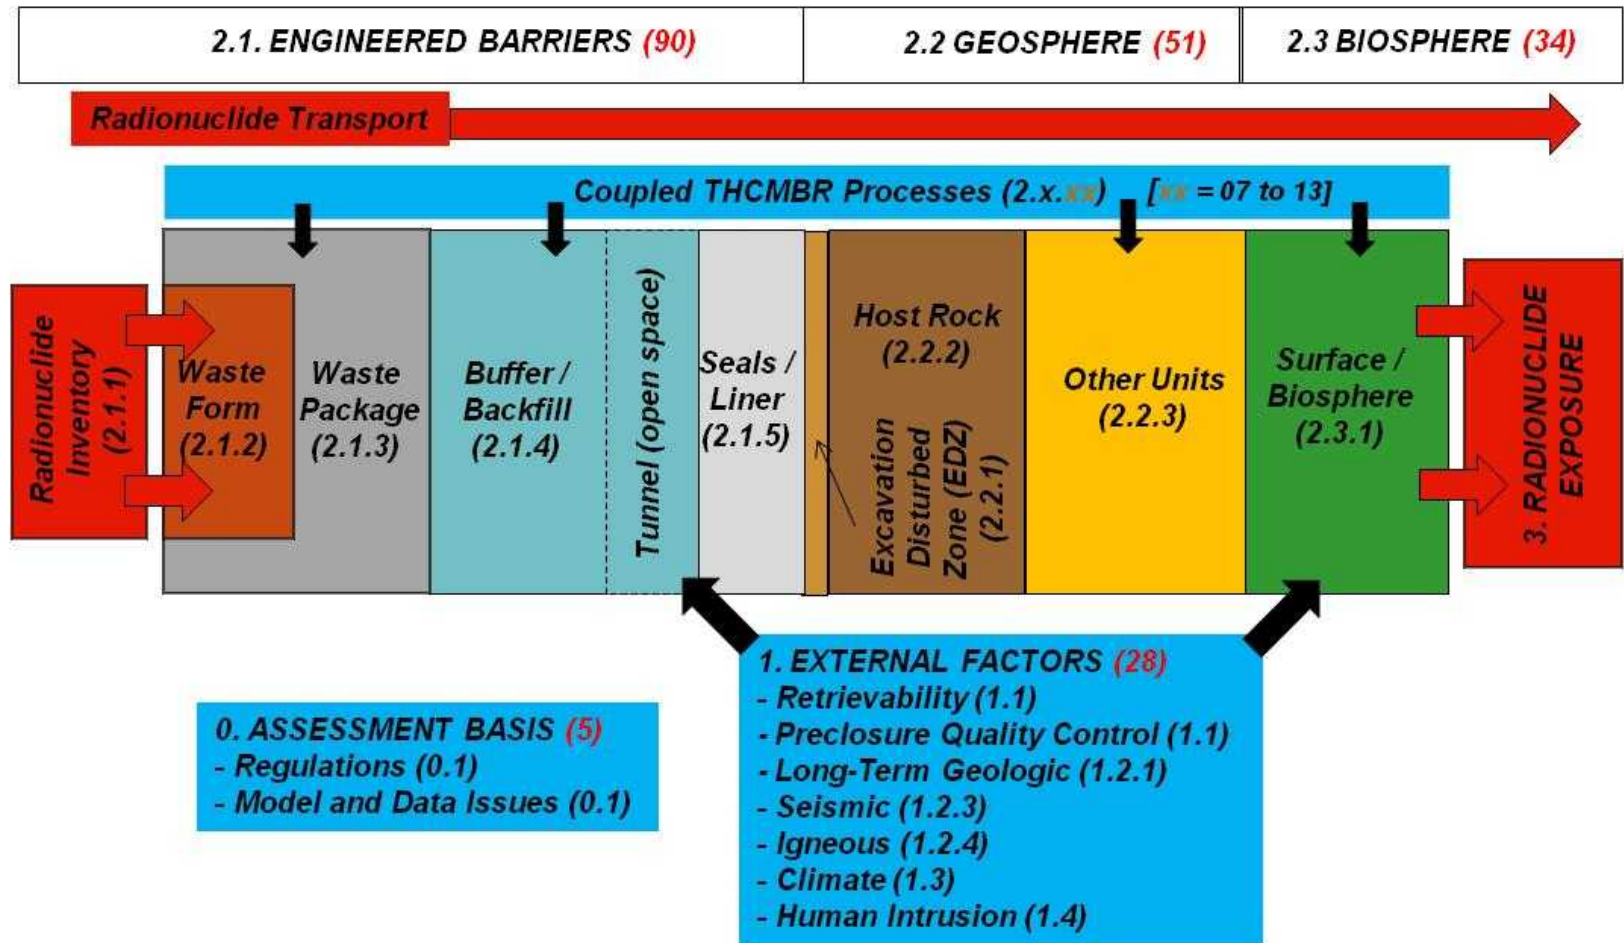 2.1. ENGINEERED BARRIERS (90)
2.2 GEOSPHERE (51)
2.3 BIOSPHERE (34)
Radionuclide Transport
Coupled THCMBR Processes (2.x.xx) [xx = 07 to 13]
Radionuclide
Inventory
(2.1.1)
Waste
Form
(2.1.2)
Waste
Package
(2.1.3)
Buffer /
Backfill
(2.1.4)
Tunnel (open space)
Seals /
Liner
(2.1.5)
Host Rock
(2.2.2)
Excavation
Disturbed
Zone (EDZ)
(2.2.1)
Other Units
(2.2.3)
Surface /
Biosphere
(2.3.1)
3. RADIONUCLIDE
EXPOSURE
0. ASSESSMENT BASIS (5)
- Regulations (0.1)
- Model and Data Issues (0.1)
1. EXTERNAL FACTORS (28)
- Retrievability (1.1)
- Preclosure Quality Control (1.1)
- Long-Term Geologic (1.2.1)
- Seismic (1.2.3)
- Igneous (1.2.4)
- Climate (1.3)
- Human Intrusion (1.4)